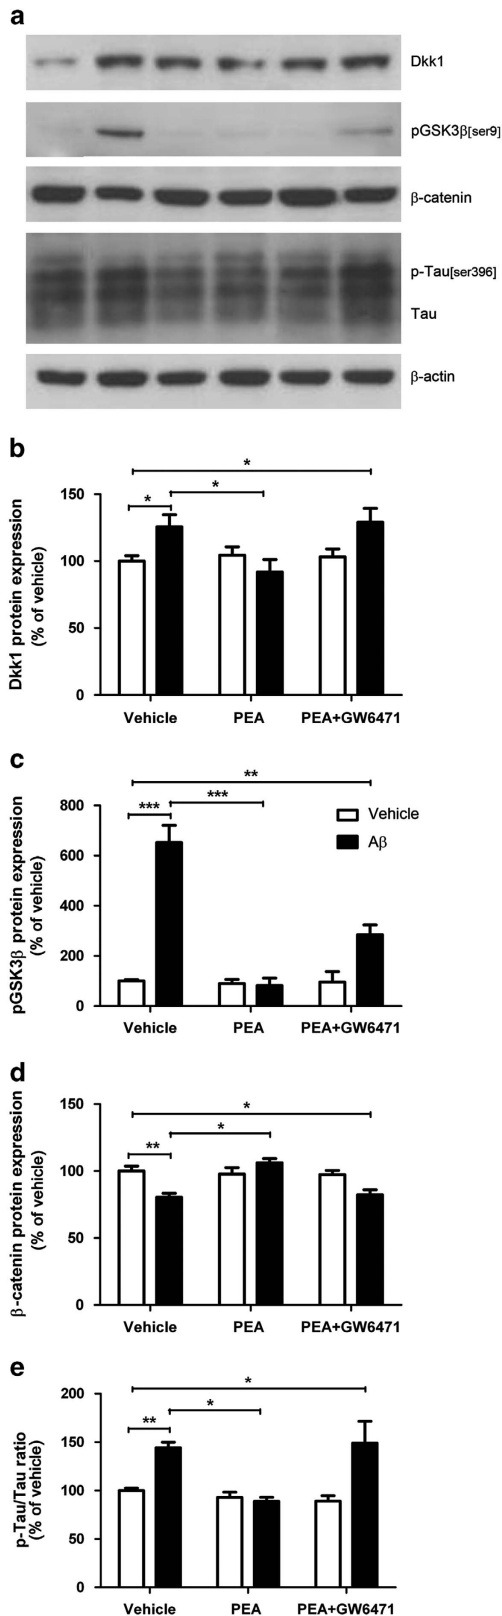 a
Dkk1
pGSK3β[ser9]
β-catenin
p-Tau[ser396]
Tau
β-actin
b
Dkk1 protein expression
(% of vehicle)
150
100
50
0
*
*
*
Vehicle
PEA
PEA+GW6471
c
pGSK3β protein expression
(% of vehicle)
800
600
400
200
0
**
***
***
Vehicle
Aβ
Vehicle
PEA
PEA+GW6471
d
β-catenin protein expression
(% of vehicle)
150
100
50
0
*
*
**
Vehicle
PEA
PEA+GW6471
e
p-Tau/Tau ratio
(% of vehicle)
200
150
100
50
0
*
*
**
Vehicle
PEA
PEA+GW6471